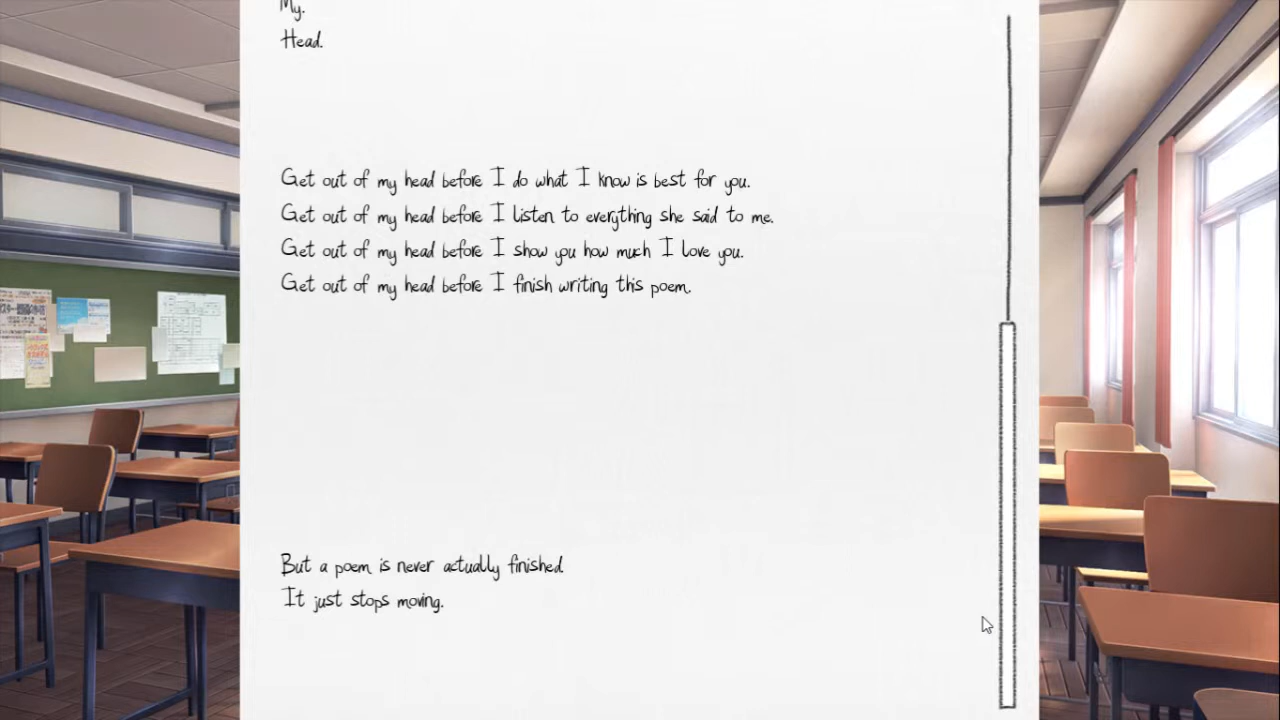 My.
Head.
Get out of my head before I do what I know is best for you.
Get out of my head before I listen to everything she said to me.
Get out of my head before I show you how much I love you.
Get out of my head before I finish writing this poem.
But a poem is never actually finished
It just stops moving.